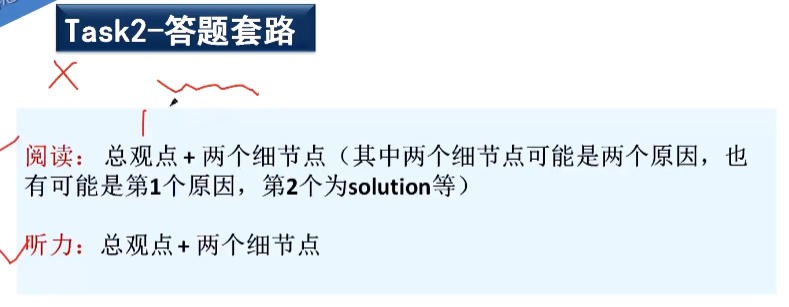 Task2-答题套路
阅读：总观点 + 两个细节点（其中两个细节点可能是两个原因，也
有可能是第1个原因，第2个为solution等）
听力：总观点 + 两个细节点